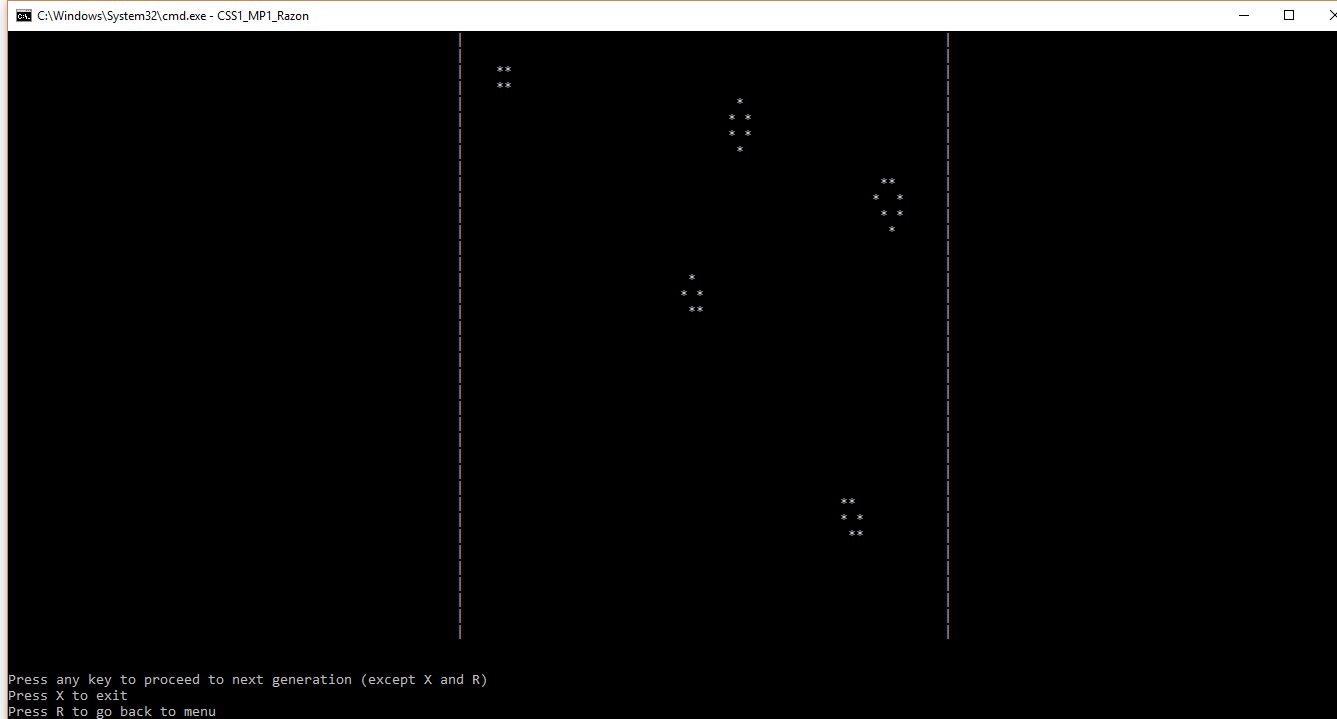 C:\Windows\System32\cmd.exe - CSS1_MP1_Razon
Press any key to proceed to next generation (except X and R)
Press X to exit
Press R to go back to menu